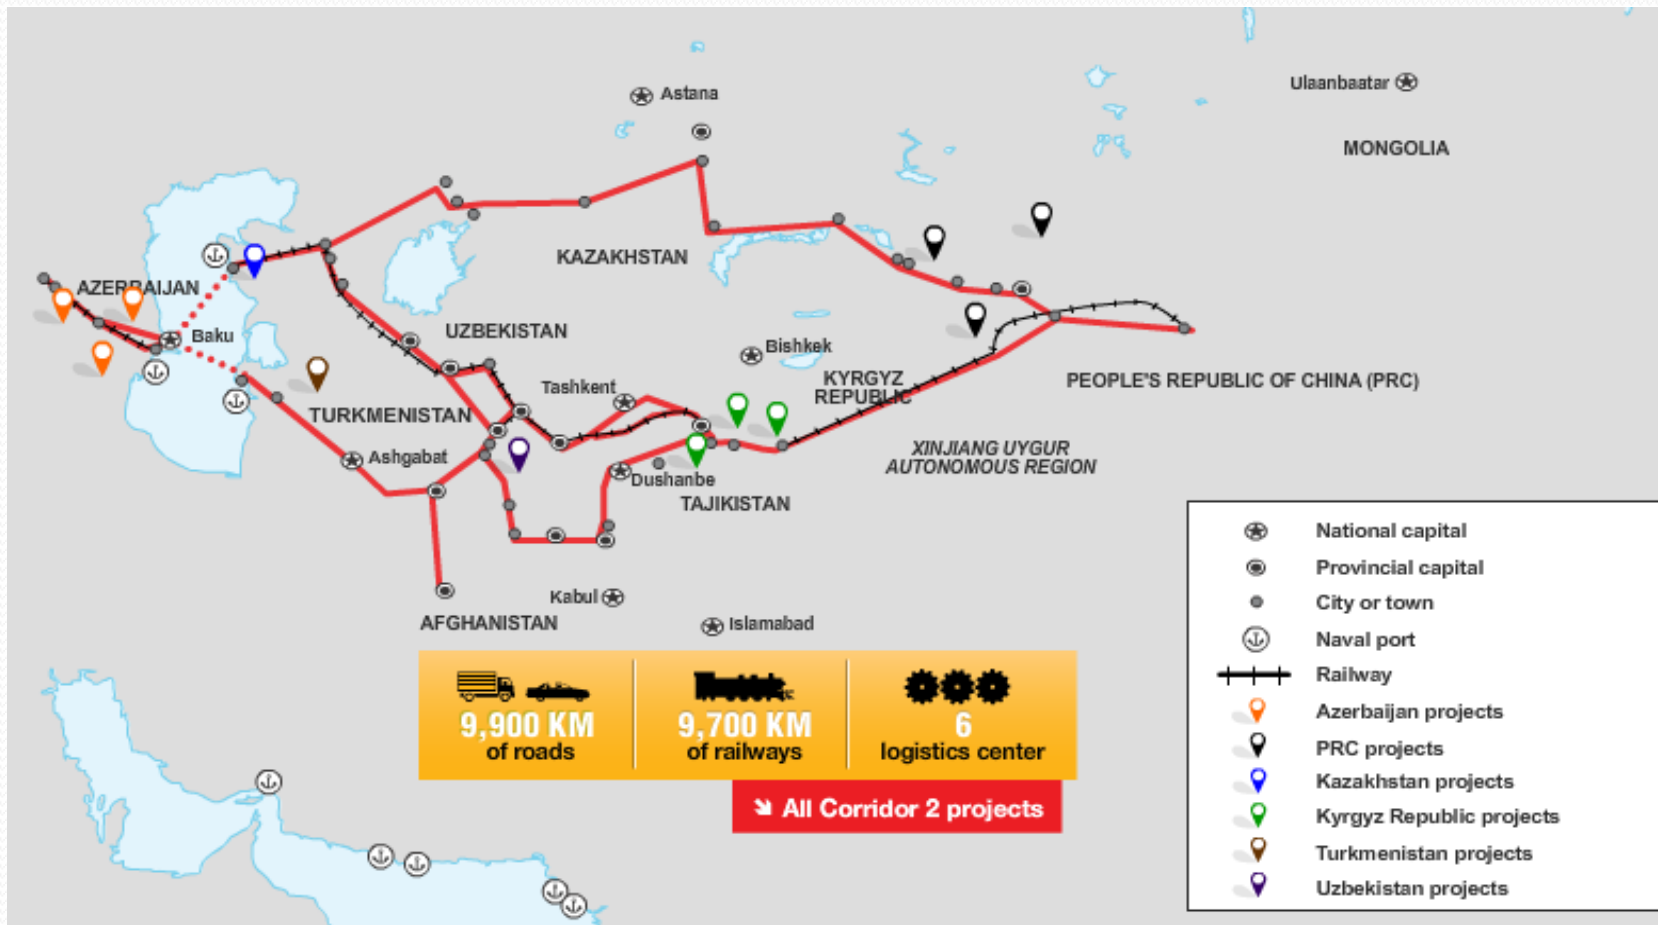 Astana
Ulaanbaatar
MONGOLIA
KAZAKHSTAN
AZERBAIJAN
UZBEKISTAN
Baku
Bishkek
KYRGYZ
REPUBLIC
PEOPLE'S REPUBLIC OF CHINA (PRC)
Tashkent
TURKMENISTAN
Ashgabat
XINJIANG UYGUR
AUTONOMOUS REGION
Dushanbe
TAJIKISTAN
Kabul
AFGHANISTAN
Islamabad
9,900 KM
of roads
9,700 KM
of railways
6
logistics center
All Corridor 2 projects
National capital
Provincial capital
City or town
Naval port
Railway
Azerbaijan projects
PRC projects
Kazakhstan projects
Kyrgyz Republic projects
Turkmenistan projects
Uzbekistan projects